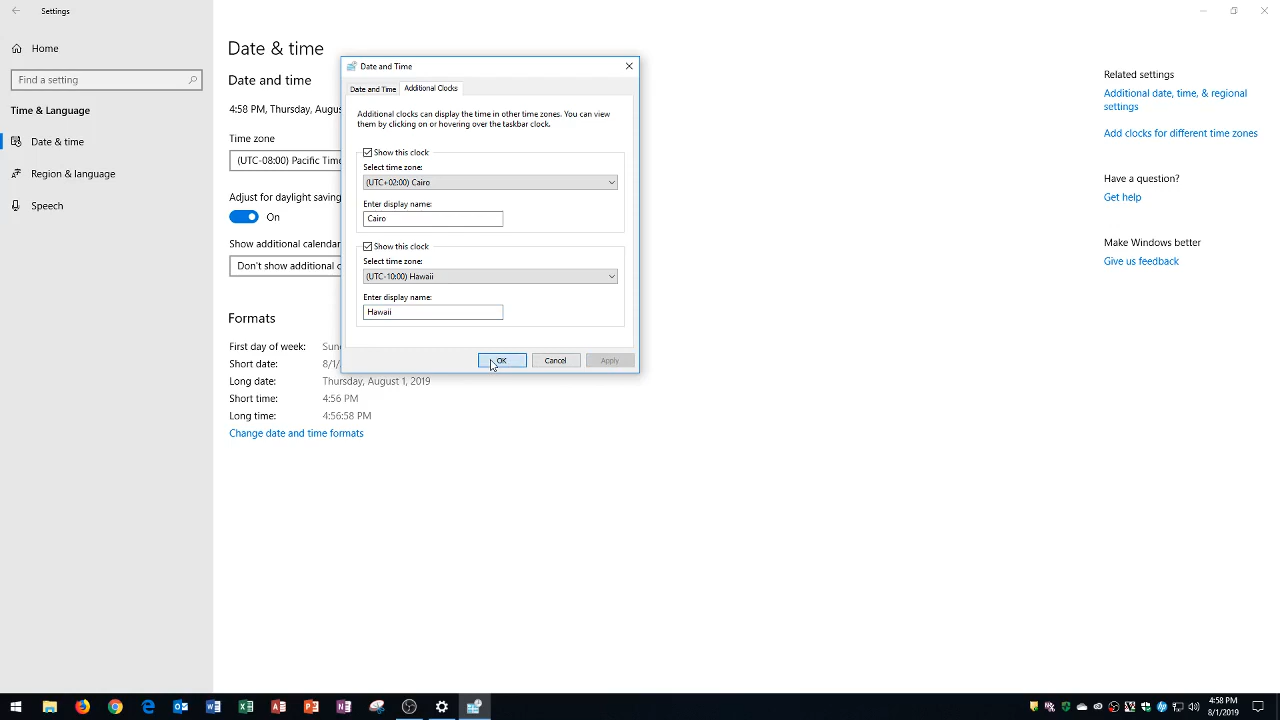 Settings
Home
Find a setting
Time & Language
Date & time
Region & language
Speech
Date & time
Date and time
4:58 PM, Thursday, Augus
Time zone
(UTC-08:00) Pacific Time
Adjust for daylight saving
On
Show additional calendar
Don't show additional c
Formats
First day of week: Sun
Short date: 8/1/
Long date: Thursday, August 1, 2019
Short time: 4:56 PM
Long time: 4:56:58 PM
Change date and time formats
Date and Time
Date and Time Additional Clocks
Additional clocks can display the time in other time zones. You can view
them by clicking on or hovering over the taskbar clock.
Show this clock
Select time zone:
(UTC+02:00) Cairo
Enter display name:
Cairo
Show this clock
Select time zone:
(UTC-10:00) Hawaii
Enter display name:
Hawaii
OK Cancel Apply
Related settings
Additional date, time, & regional
settings
Add clocks for different time zones
Have a question?
Get help
Make Windows better
Give us feedback
4:58 PM
8/1/2019